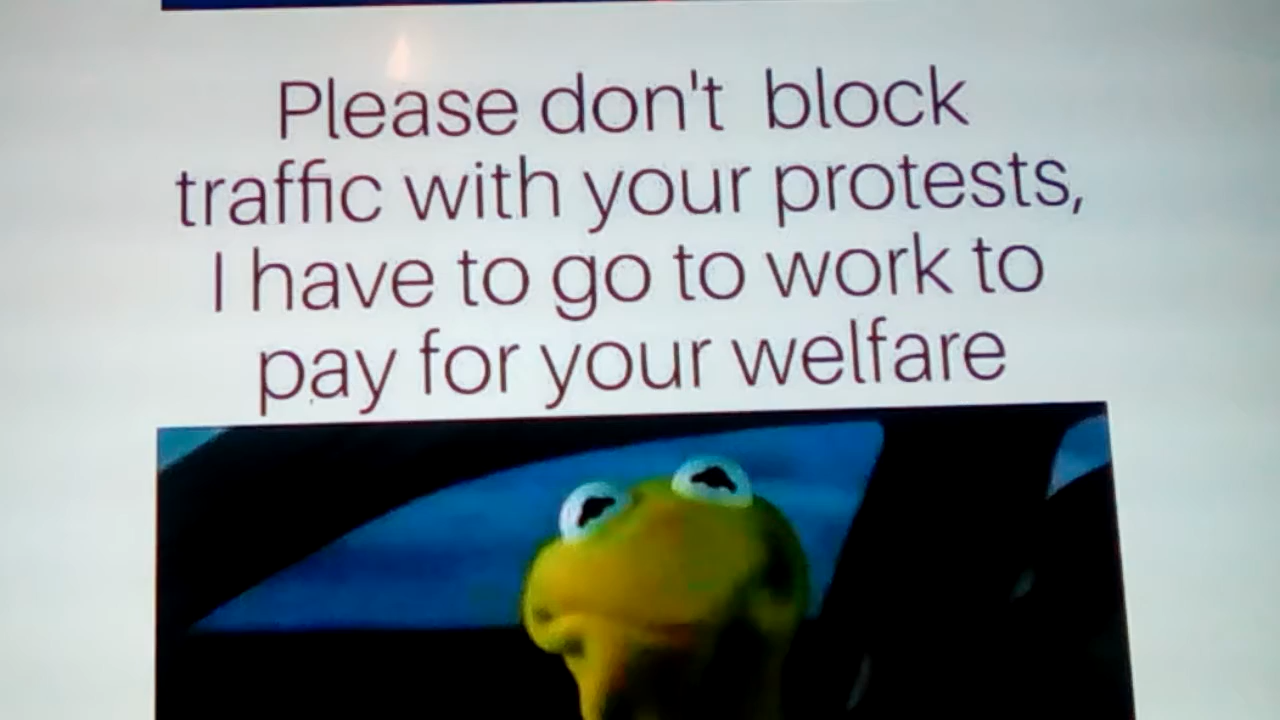 Please don't block
traffic with your protests,
I have to go to work to
pay for your welfare